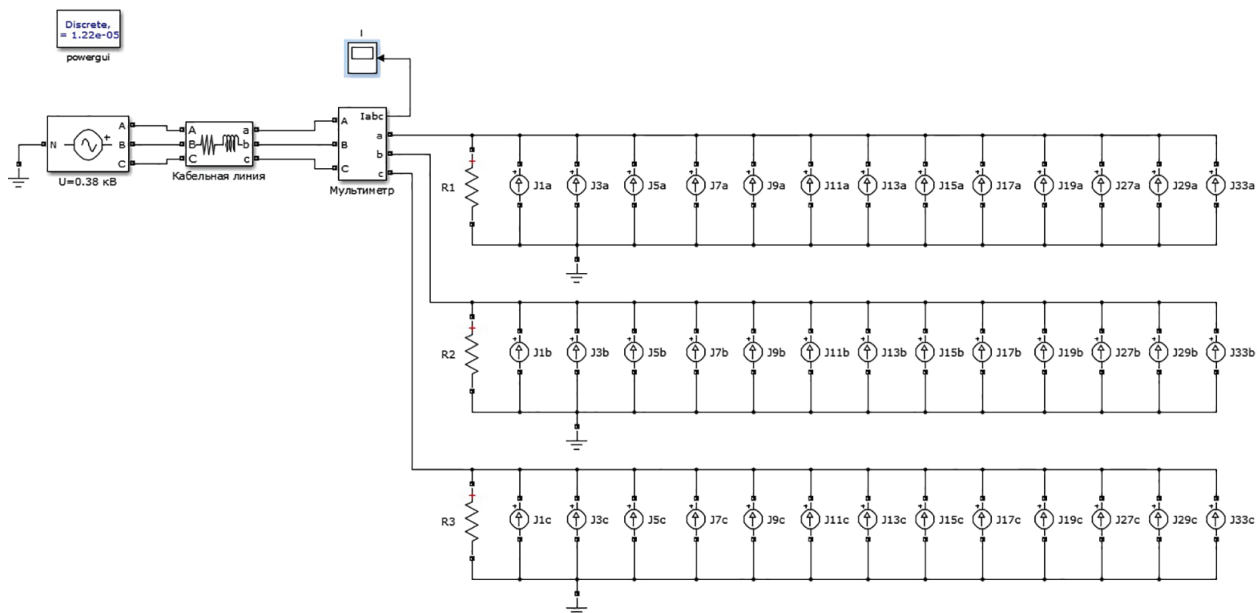 Discrete,
= 1.22e-05
powergui
I
N
A
B
C
U=0.38 кВ
A
B
C
a
b
c
Кабельная линия
A
B
C
Iabc
a
b
c
Мультиметр
R1 J1a J3a J5a J7a J9a J11a J13a J15a J17a J19a J27a J29a J33a
R2 J1b J3b J5b J7b J9b J11b J13b J15b J17b J19b J27b J29b J33b
R3 J1c J3c J5c J7c J9c J11c J13c J15c J17c J19c J27c J29c J33c